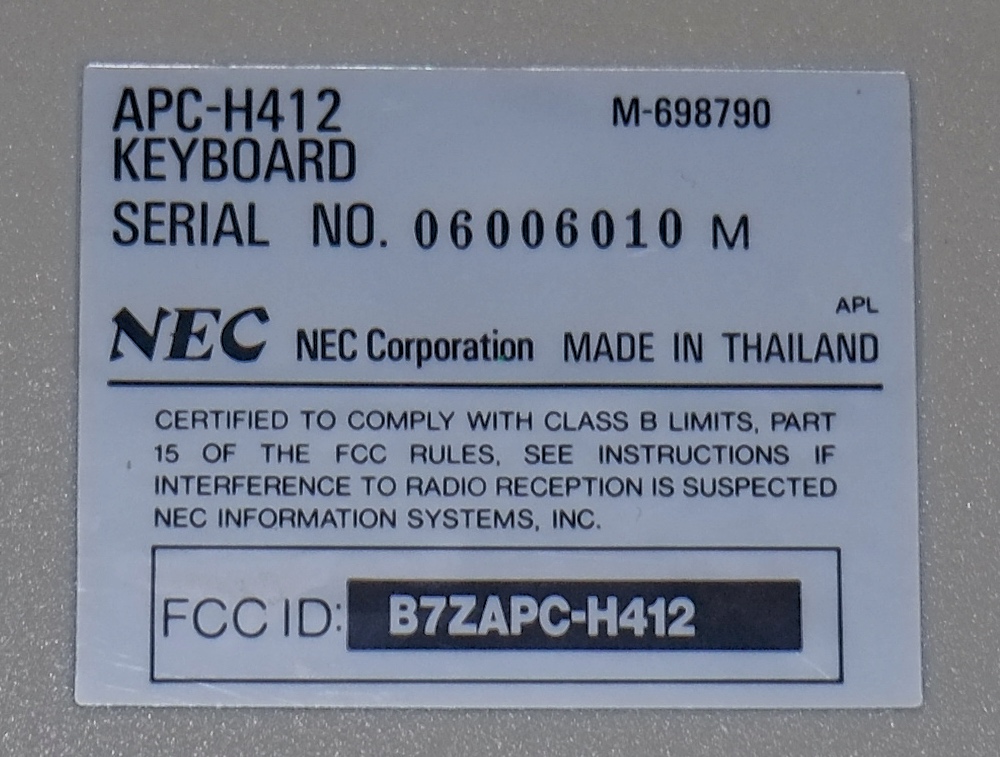 APC-H412 M-698790
KEYBOARD
SERIAL NO. 06006010 M
APL
NEC NEC Corporation MADE IN THAILAND
CERTIFIED TO COMPLY WITH CLASS B LIMITS, PART
15 OF THE FCC RULES, SEE INSTRUCTIONS IF
INTERFERENCE TO RADIO RECEPTION IS SUSPECTED
NEC INFORMATION SYSTEMS, INC.
FCC ID: B7ZAPC-H412